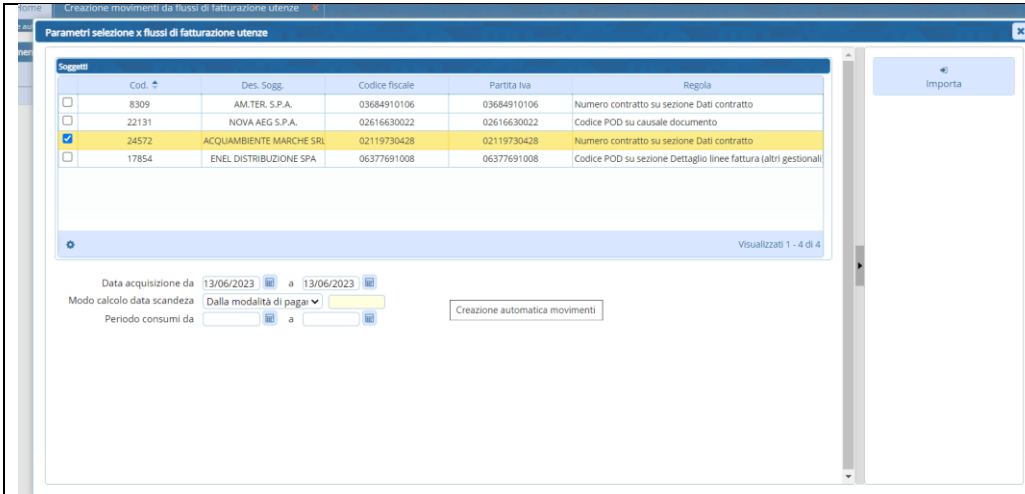 Home Creazione movimenti da flussi di fatturazione utenze ×
Parametri selezione x flussi di fatturazione utenze
Soggetti
Cod. Des. Sogg. Codice fiscale Partita Iva Regola
8309 AM.TER. S.P.A. 03684910106 03684910106 Numero contratto su sezione Dati contratto
22131 NOVA AEG S.P.A. 02616630022 02616630022 Codice POD su causale documento
24572 ACQUAMBIENTE MARCHE SRL 02119730428 02119730428 Numero contratto su sezione Dati contratto
17854 ENEL DISTRIBUZIONE SPA 06377691008 06377691008 Codice POD su sezione Dettaglio linee fattura (altri gestionali)
Visualizzati 1 - 4 di 4
Importa
Data acquisizione da 13/06/2023 a 13/06/2023
Modo calcolo data scandeza Dalla modalità di pagar
Periodo consumi da a
Creazione automatica movimenti